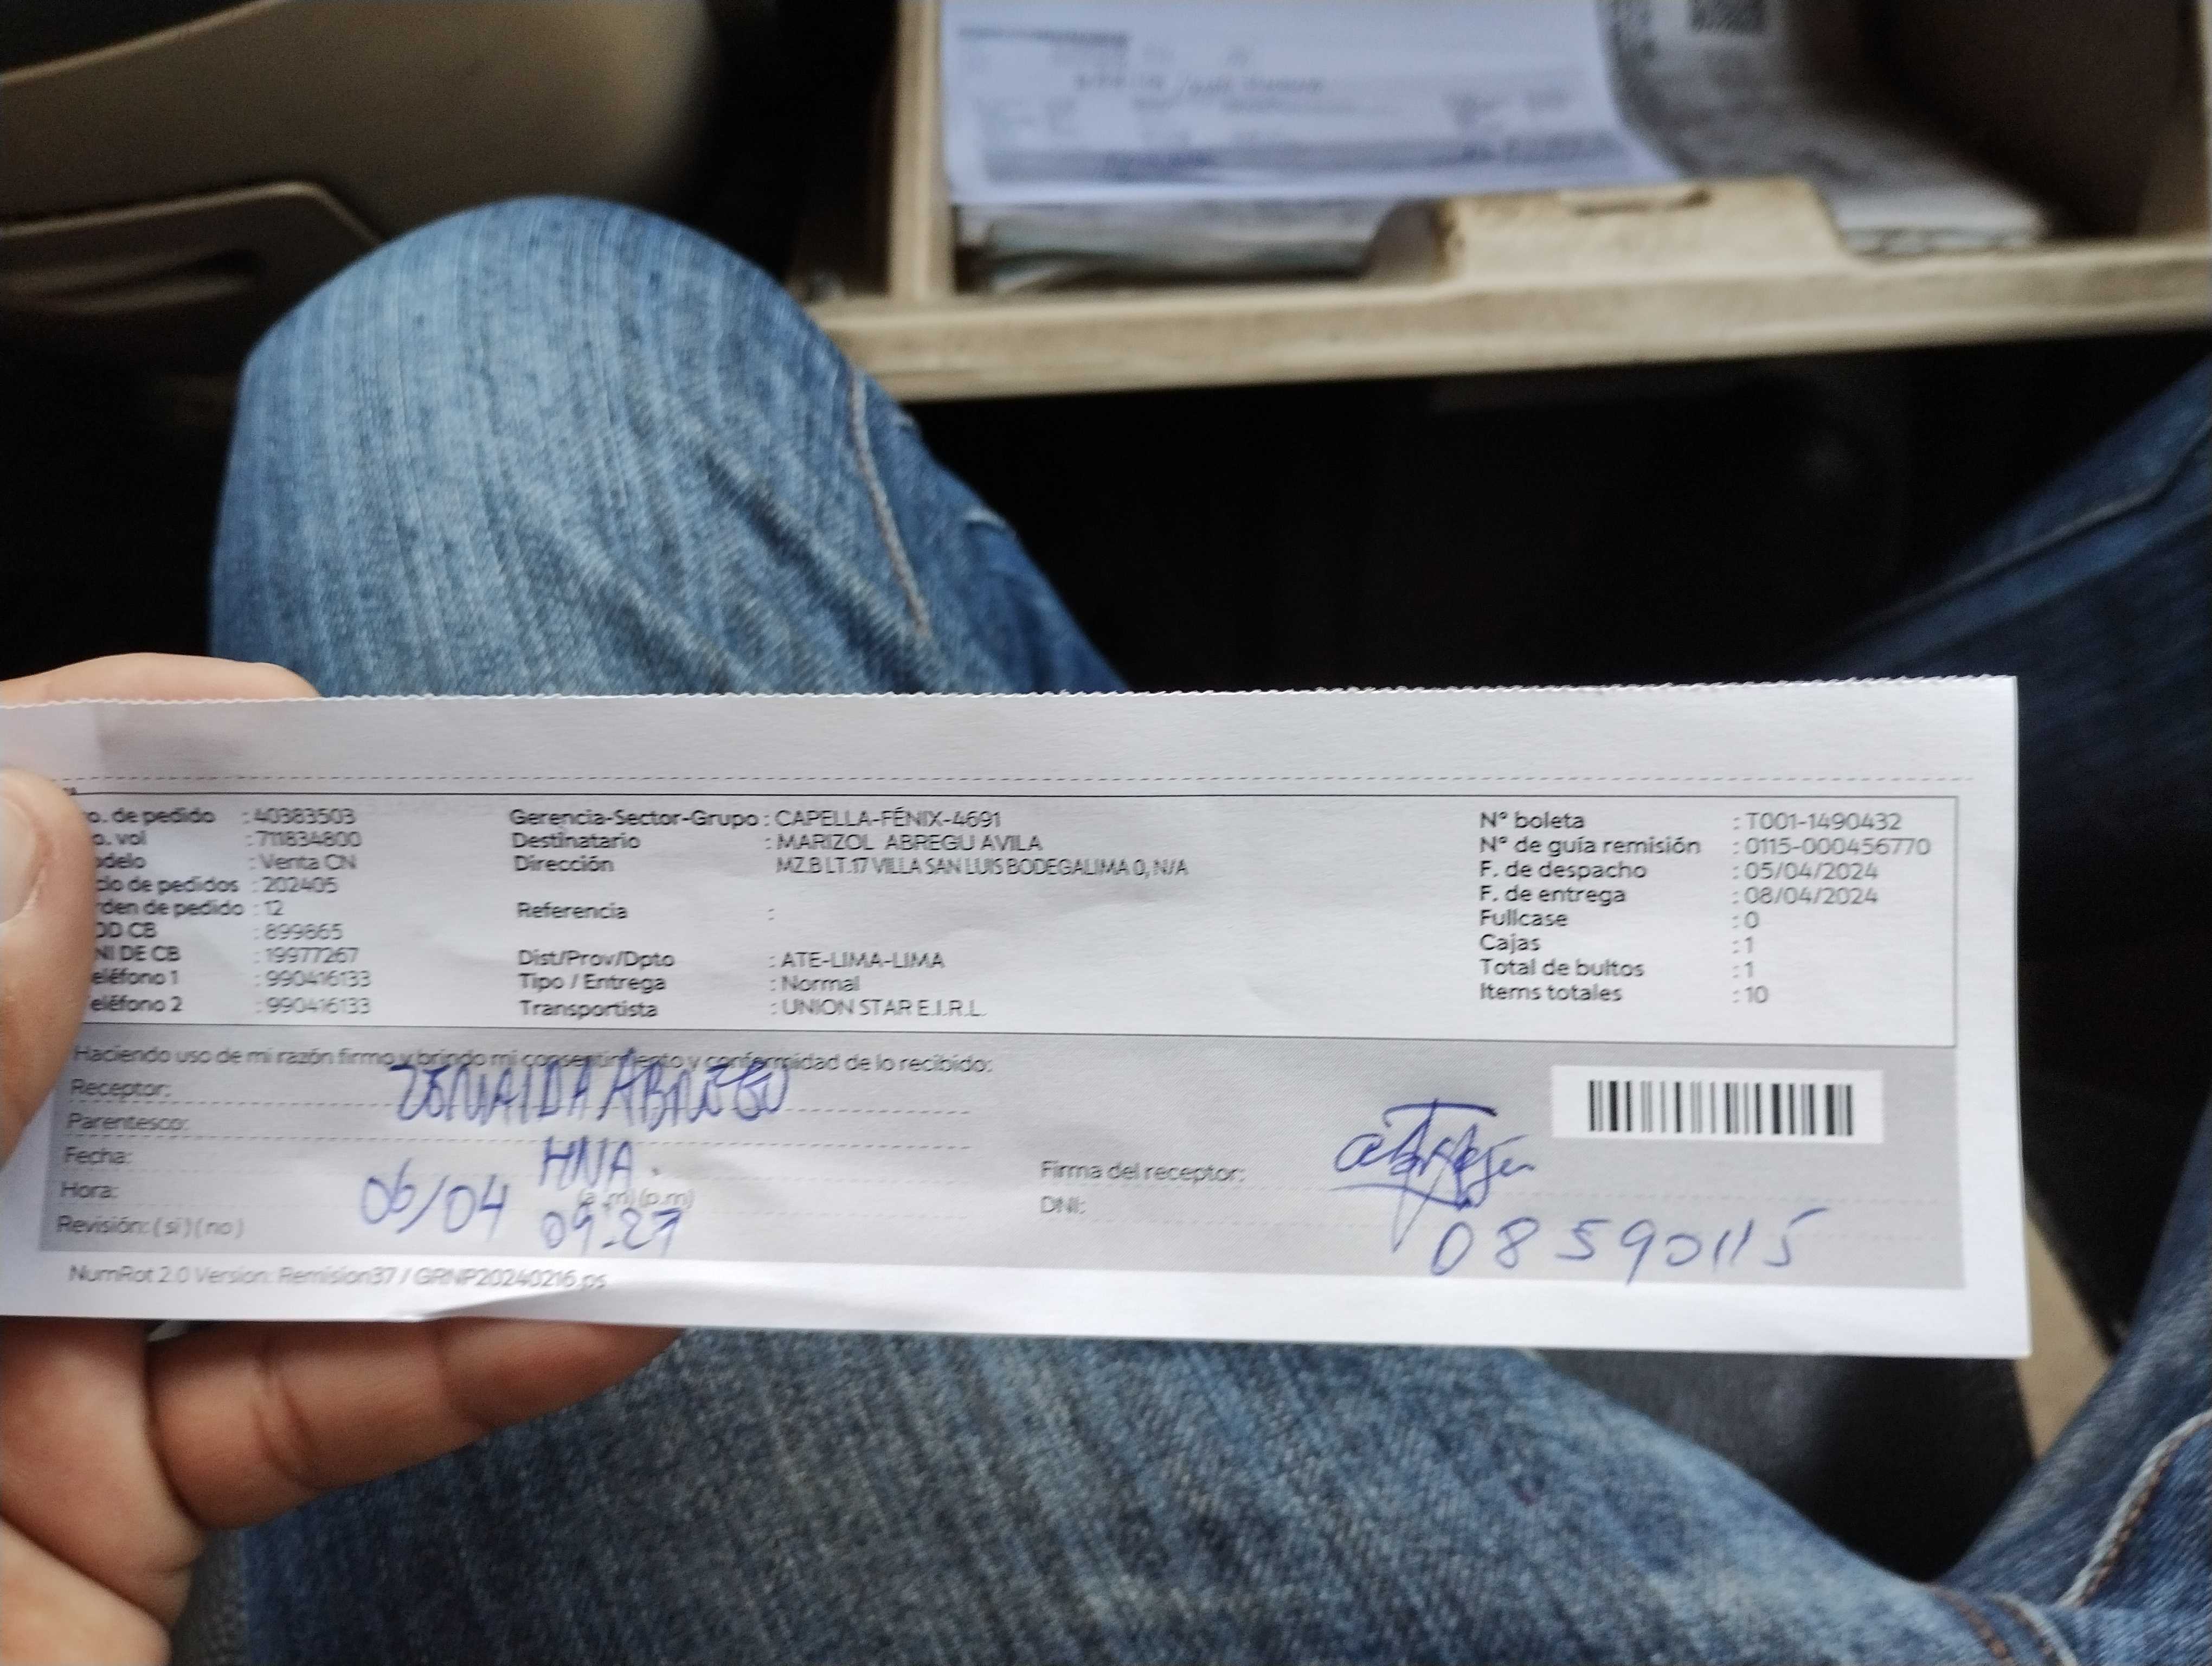 o. de pedido : 40383503
o. vol : 711834800
odelo : Venta CN
clo de pedidos : 202405
rden de pedido : 12
OD CB : 899865
NI DE CB : 19977267
eléfono 1 : 990416133
eléfono 2 : 990416133
Gerencia-Sector-Grupo : CAPELLA-FÉNIX-4691
Destinatario : MARIZOL ABREGU AVILA
Dirección MZ.B LT.17 VILLA SAN LUIS BODEGALIMA 0, N/A
Referencia :
Dist/Prov/Dpto : ATE-LIMA-LIMA
Tipo / Entrega : Normal
Transportista : UNION STAR E.I.R.L.
N° boleta : T001-1490432
N° de guía remisión : 0115-000456770
F. de despacho : 05/04/2024
F. de entrega : 08/04/2024
Fullcase : 0
Cajas : 1
Total de bultos : 1
Items totales : 10
Haciendo uso de mi razón firmo y brindo mi consentimiento y conformidad de lo recibido:
Receptor: ZENAIDA ABREGU
Parentesco: HNA.
Fecha: 06/04
Hora: (a.m) (p.m) 09-27
Revisión: ( si ) ( no )
Firma del receptor:
DNI: 08590115
NumRot 2.0 Version: Remision37 / GRNP20240216.ps